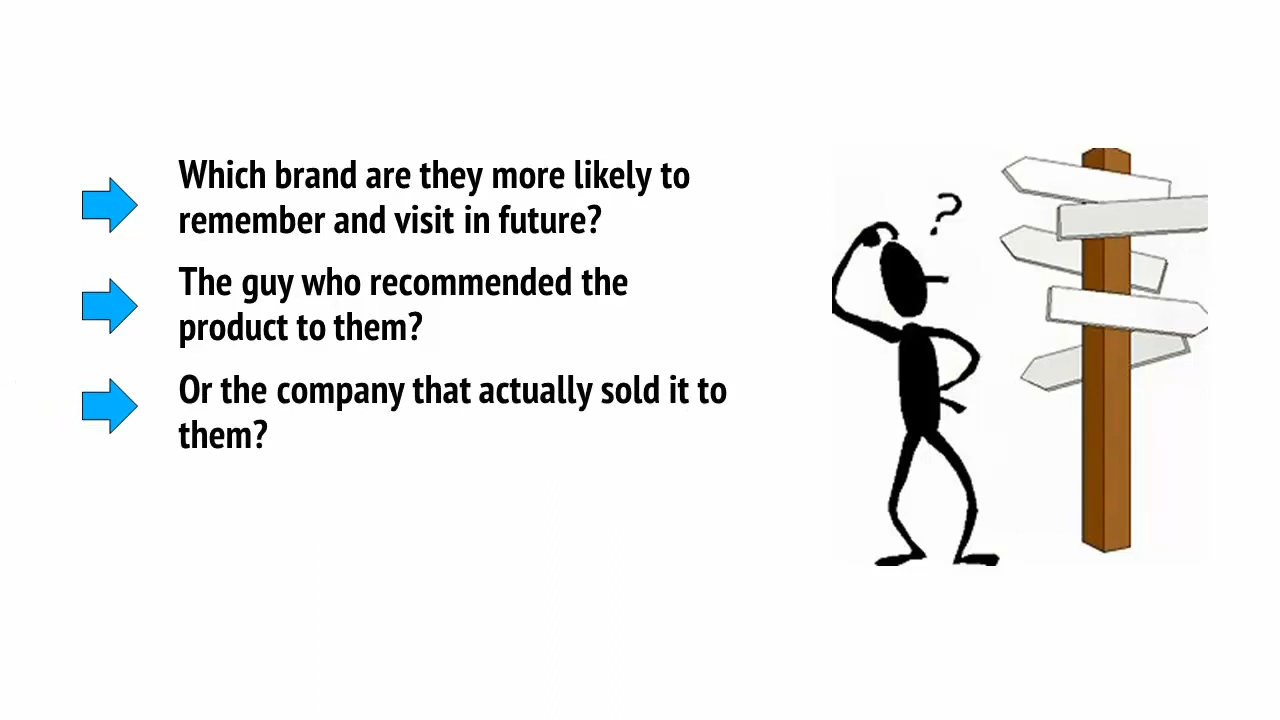 Which brand are they more likely to
remember and visit in future?
The guy who recommended the
product to them?
Or the company that actually sold it to
them?
?